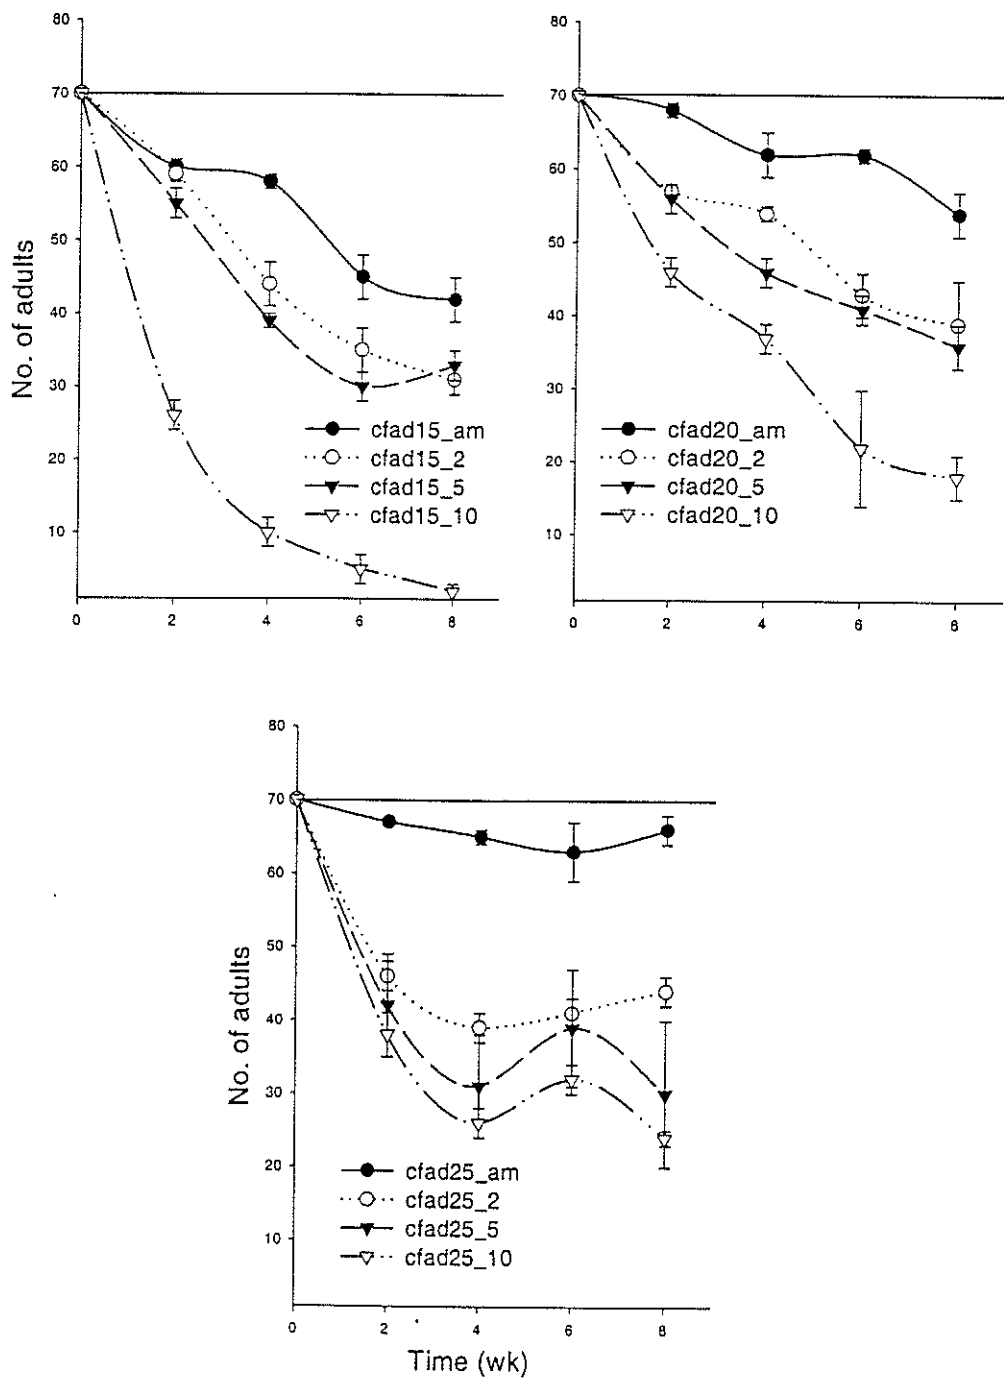 80
70
60
50
40
30
20
10
No. of adults
cfad15_am
cfad15_2
cfad15_5
cfad15_10
0 2 4 6 8
80
70
60
50
40
30
20
10
cfad20_am
cfad20_2
cfad20_5
cfad20_10
0 2 4 6 8
80
70
60
50
40
30
20
10
No. of adults
cfad25_am
cfad25_2
cfad25_5
cfad25_10
0 2 4 6 8
Time (wk)